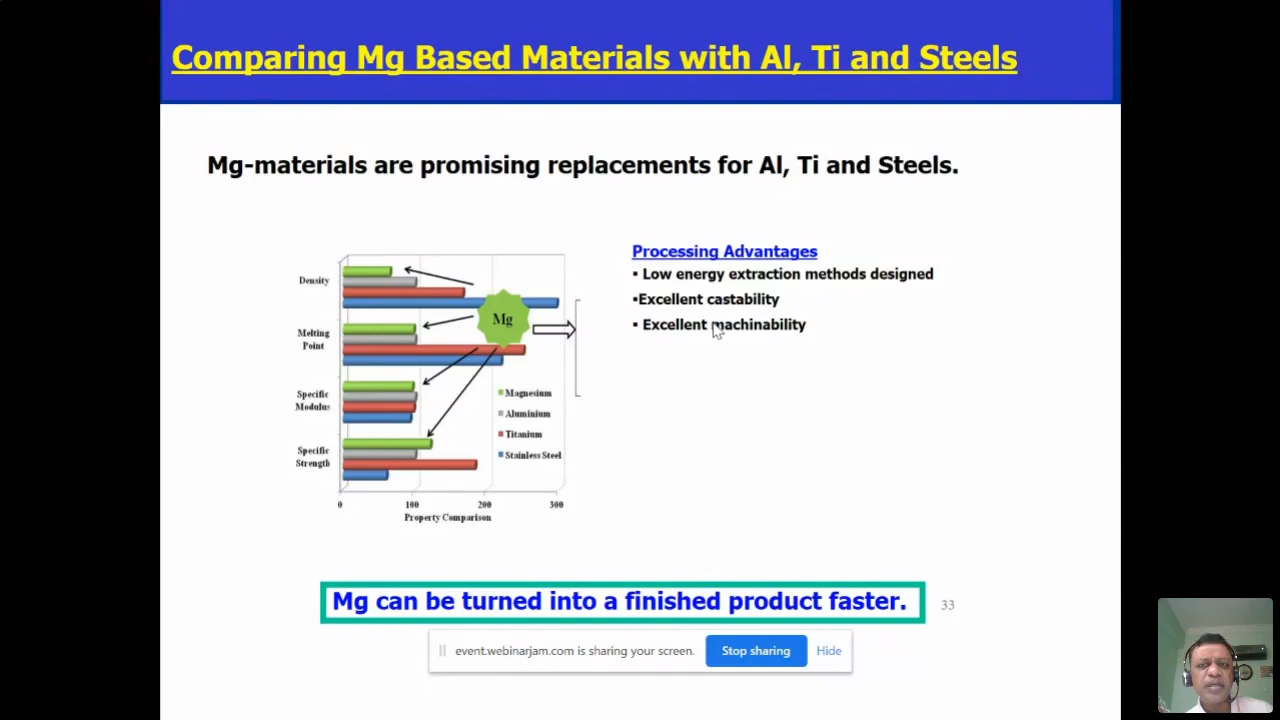 Comparing Mg Based Materials with Al, Ti and Steels
Mg-materials are promising replacements for Al, Ti and Steels.
Density
Melting
Point
Specific
Modulus
Specific
Strength
Mg
Magnesium
Aluminium
Titanium
Stainless Steel
0 100 200 300
Property Comparison
Processing Advantages
▪ Low energy extraction methods designed
▪Excellent castability
▪ Excellent machinability
Mg can be turned into a finished product faster.
33
event.webinarjam.com is sharing your screen.
Stop sharing
Hide